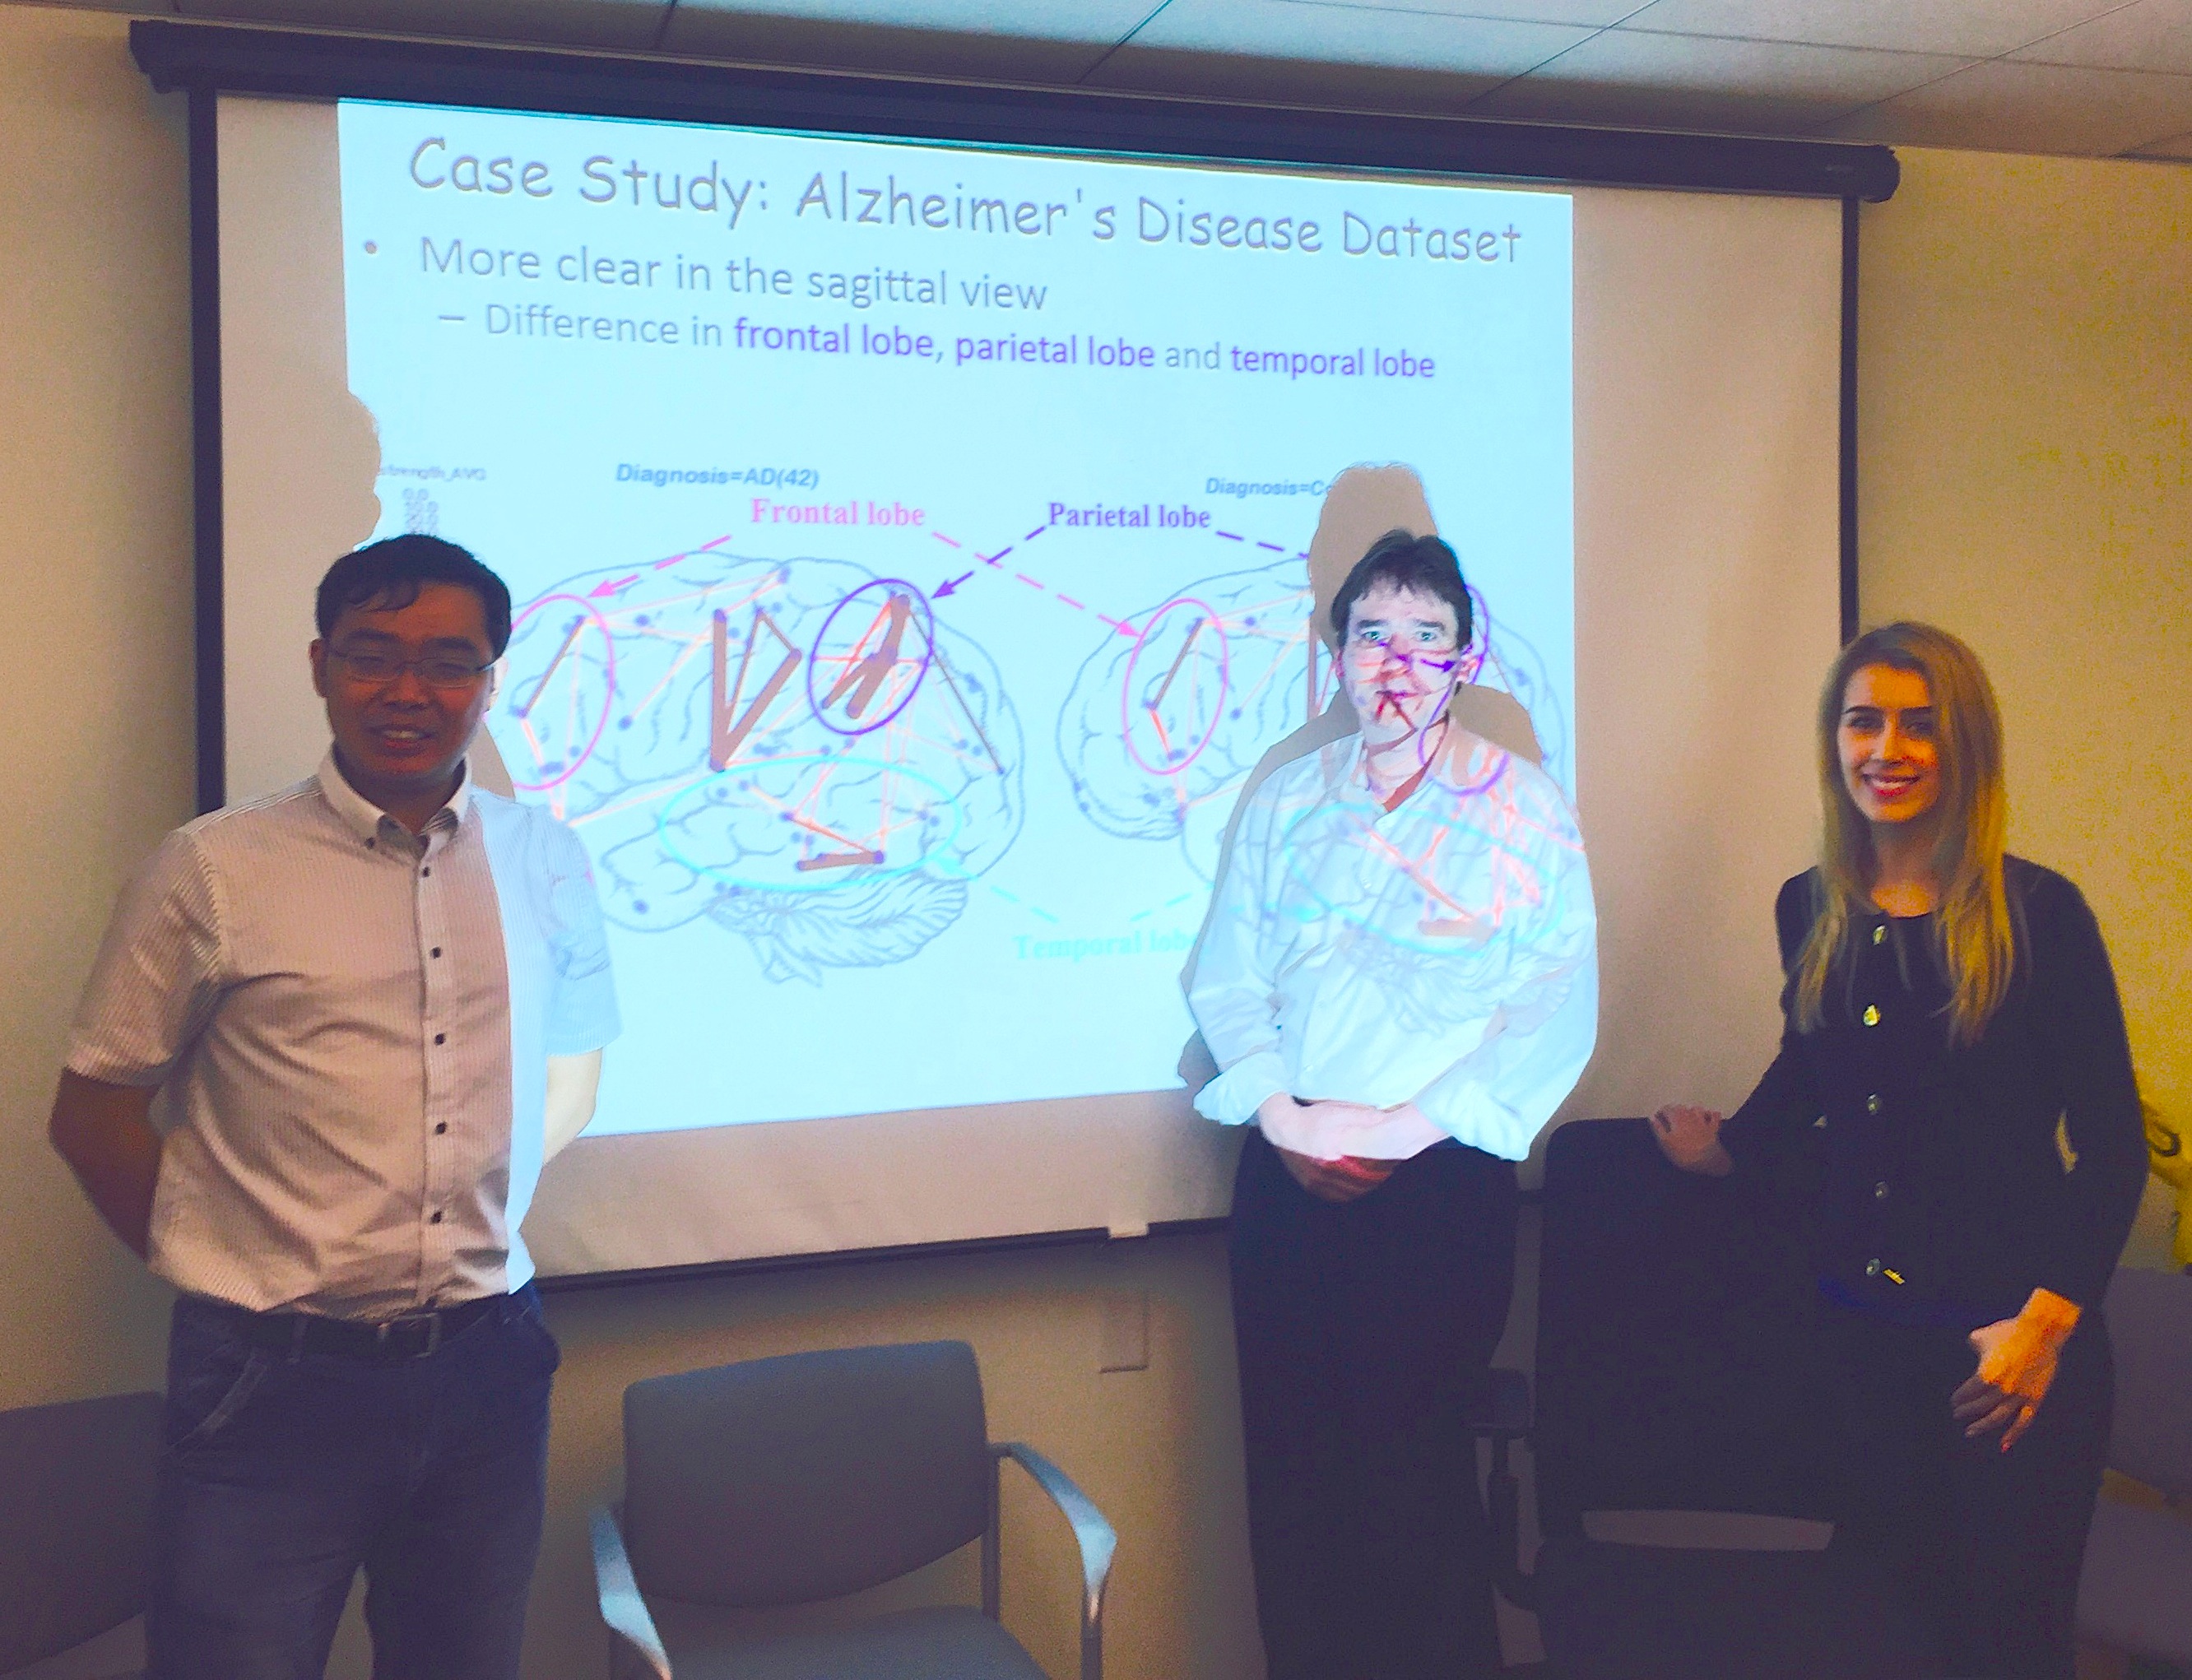 Case Study: Alzheimer's Disease Dataset
• More clear in the sagittal view
– Difference in frontal lobe, parietal lobe and temporal lobe
Diagnosis=AD(42)
Frontal lobe
Parietal lobe
Temporal lobe